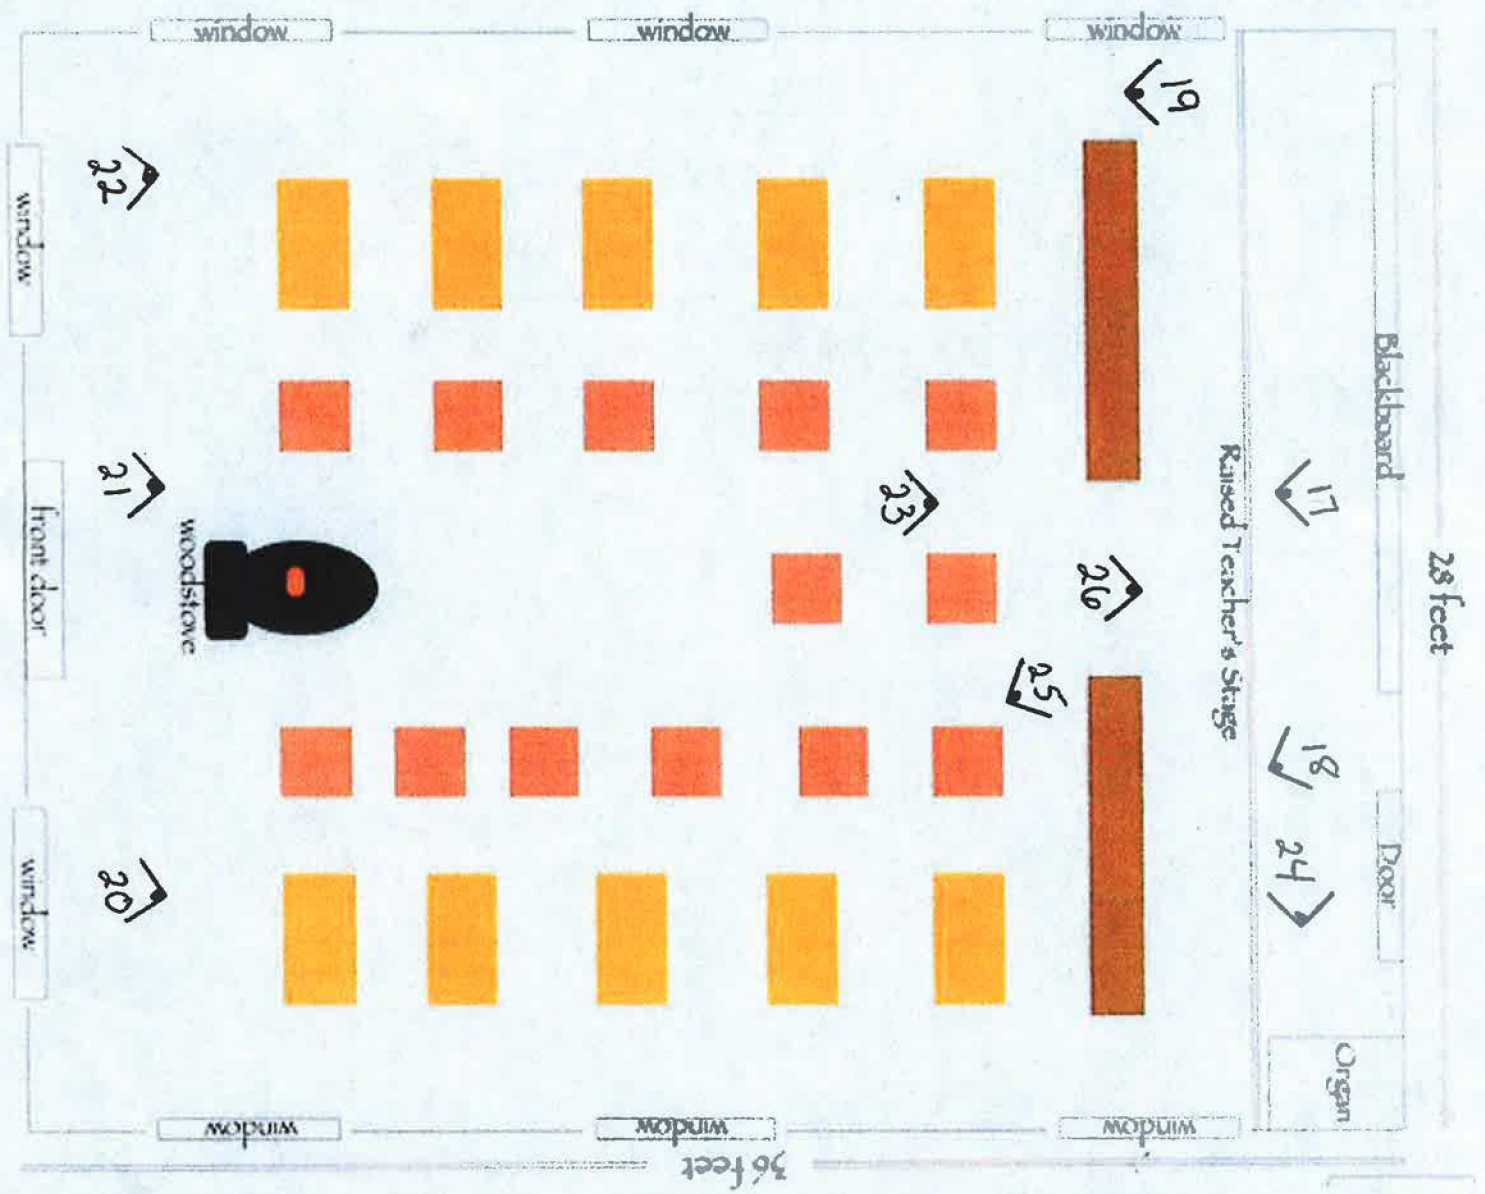 window
window
window
19
22
window
Blackboard
17
Raised Teacher's Stage
23
21
front door
woodstove
26
28 feet
25
18
24
Door
20
window
Organ
window
window
window
36 feet